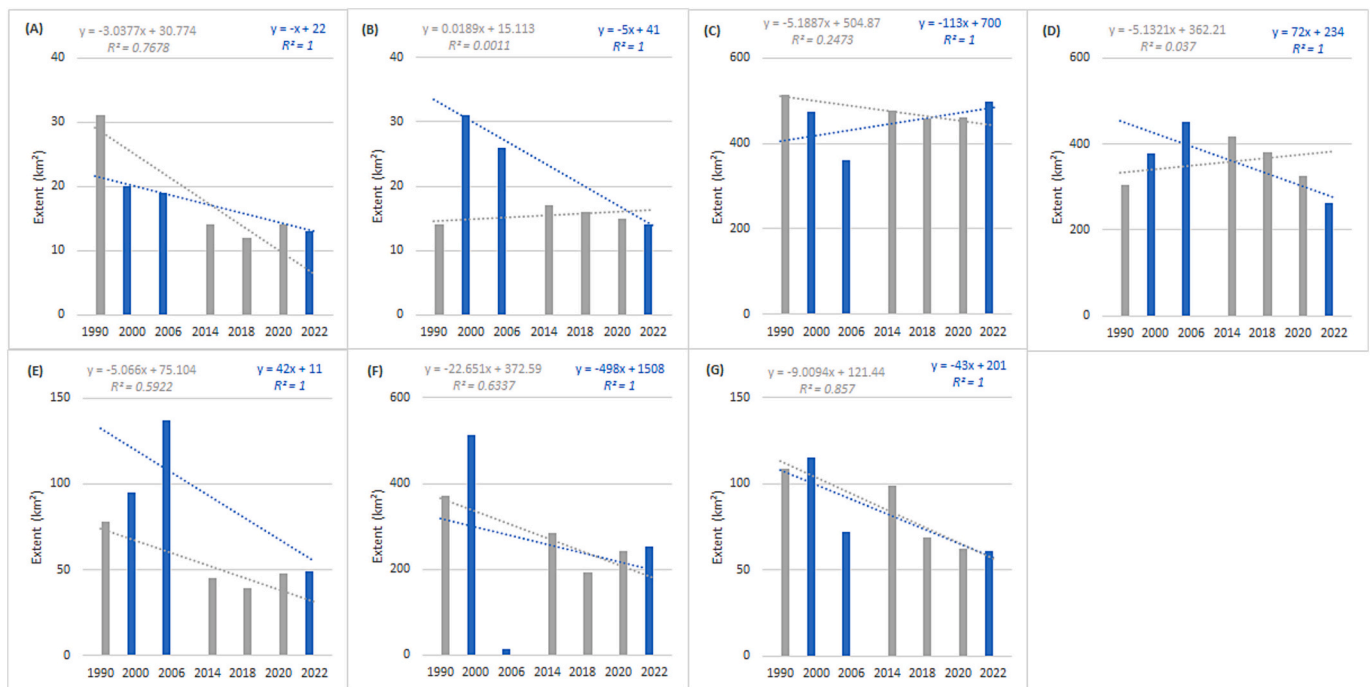 (A)
y = -3.0377x + 30.774
R² = 0.7678
y = -x + 22
R² = 1
Extent (km²)
40
30
20
10
0
1990 2000 2006 2014 2018 2020 2022
(B)
y = 0.0189x + 15.113
R² = 0.0011
y = -5x + 41
R² = 1
Extent (km²)
40
30
20
10
0
1990 2000 2006 2014 2018 2020 2022
(C)
y = -5.1887x + 504.87
R² = 0.2473
y = -113x + 700
R² = 1
Extent (km²)
600
400
200
0
1990 2000 2006 2014 2018 2020 2022
(D)
y = -5.1321x + 362.21
R² = 0.037
y = 72x + 234
R² = 1
Extent (km²)
600
400
200
0
1990 2000 2006 2014 2018 2020 2022
(E)
y = -5.066x + 75.104
R² = 0.5922
y = 42x + 11
R² = 1
Extent (km²)
150
100
50
0
1990 2000 2006 2014 2018 2020 2022
(F)
y = -22.651x + 372.59
R² = 0.6337
y = -498x + 1508
R² = 1
Extent (km²)
600
400
200
0
1990 2000 2006 2014 2018 2020 2022
(G)
y = -9.0094x + 121.44
R² = 0.857
y = -43x + 201
R² = 1
Extent (km²)
150
100
50
0
1990 2000 2006 2014 2018 2020 2022